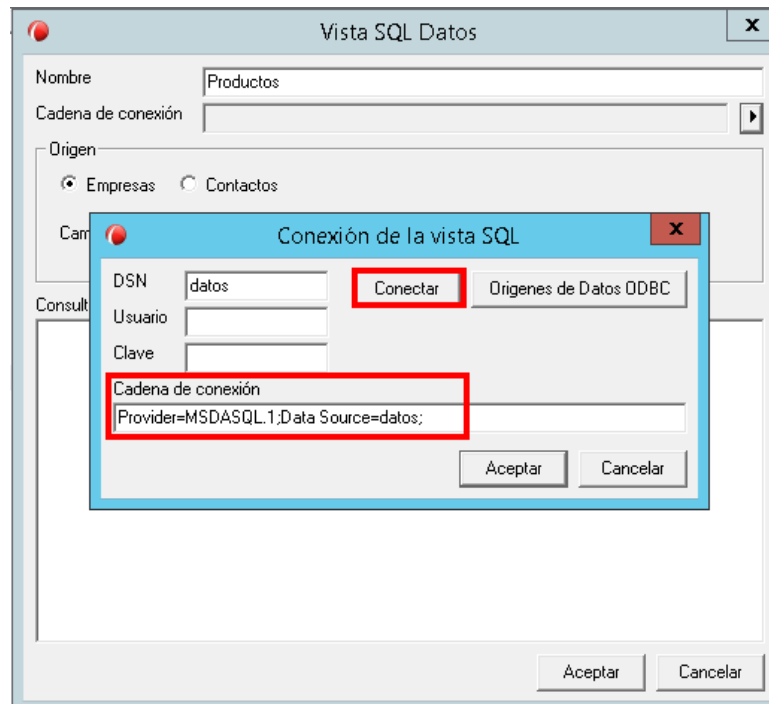 Vista SQL Datos
Nombre
Productos
Cadena de conexión
Origen
Empresas Contactos
Cam
Conexión de la vista SQL
DSN datos Conectar Origenes de Datos ODBC
Usuario
Clave
Cadena de conexión
Provider=MSDASQL.1;Data Source=datos;
Aceptar Cancelar
Consult
Aceptar Cancelar